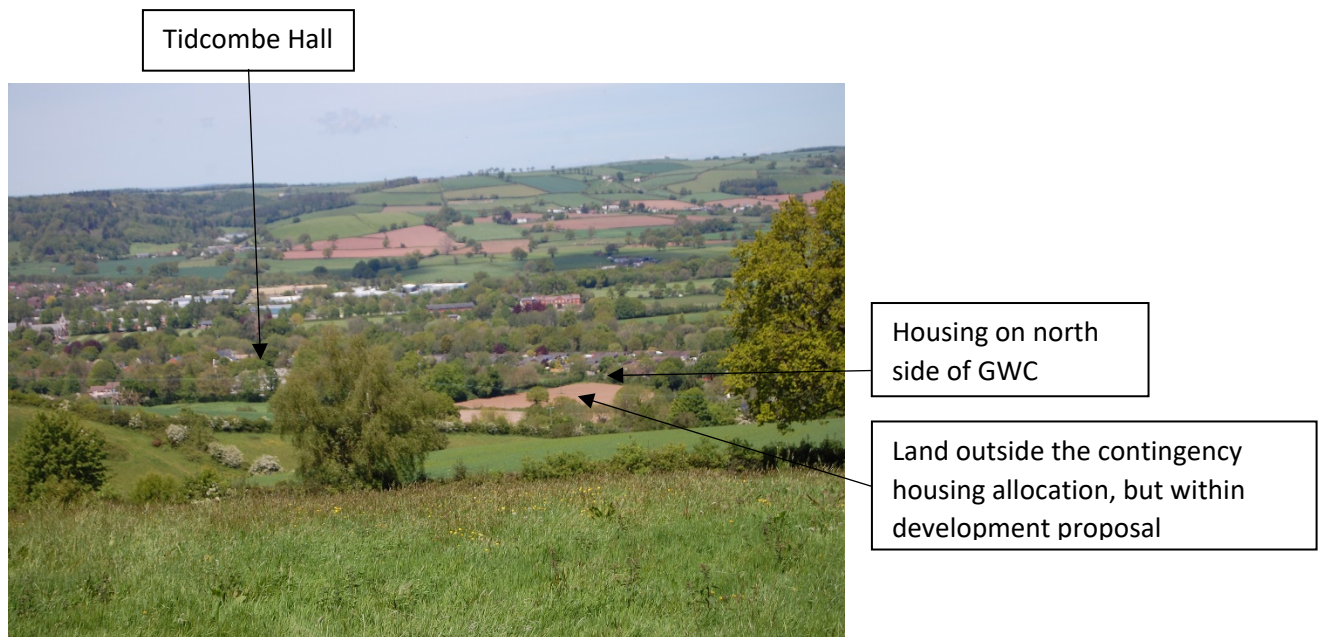 Tidcombe Hall
Housing on north
side of GWC
Land outside the contingency
housing allocation, but within
development proposal